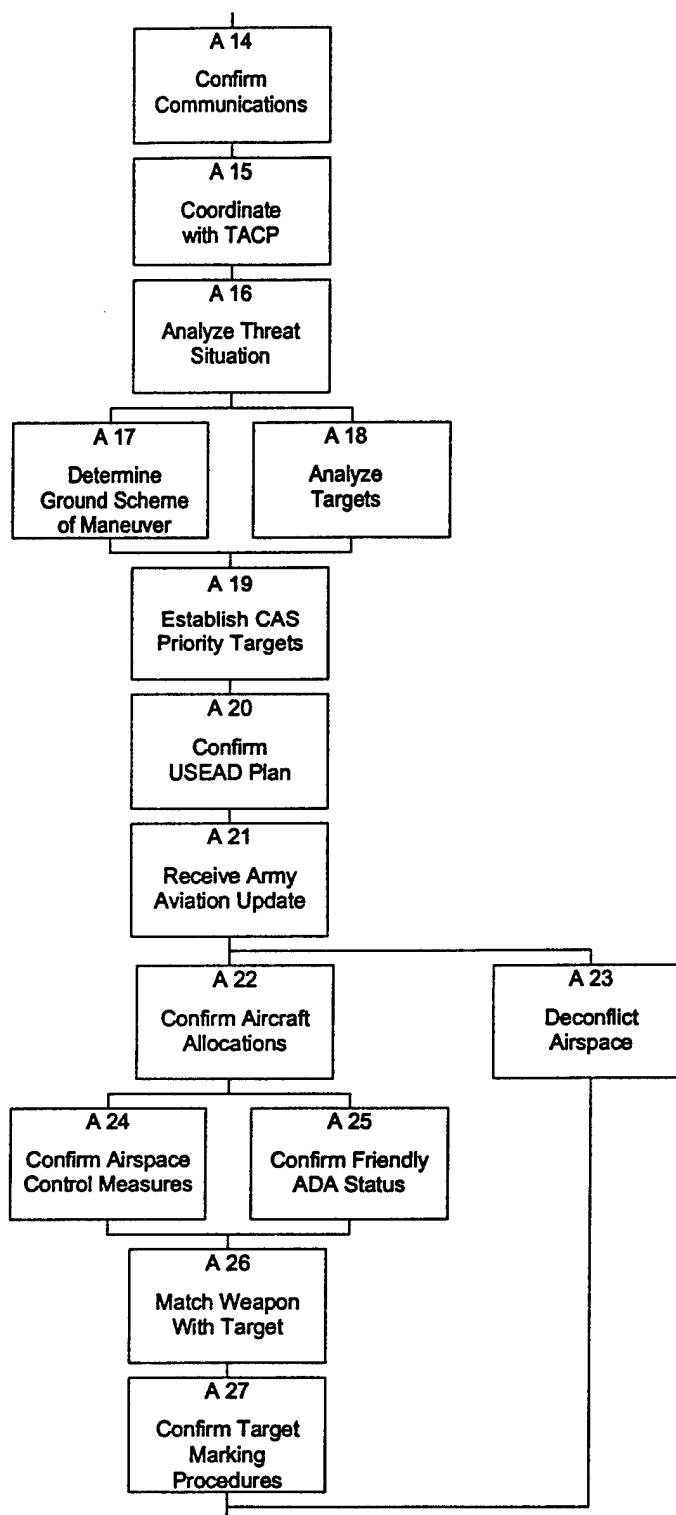 A 14
Confirm
Communications
A 15
Coordinate
with TACP
A 16
Analyze Threat
Situation
A 17
Determine
Ground Scheme
of Maneuver
A 18
Analyze
Targets
A 19
Establish CAS
Priority Targets
A 20
Confirm
USEAD Plan
A 21
Receive Army
Aviation Update
A 22
Confirm Aircraft
Allocations
A 23
Deconflict
Airspace
A 24
Confirm Airspace
Control Measures
A 25
Confirm Friendly
ADA Status
A 26
Match Weapon
With Target
A 27
Confirm Target
Marking
Procedures